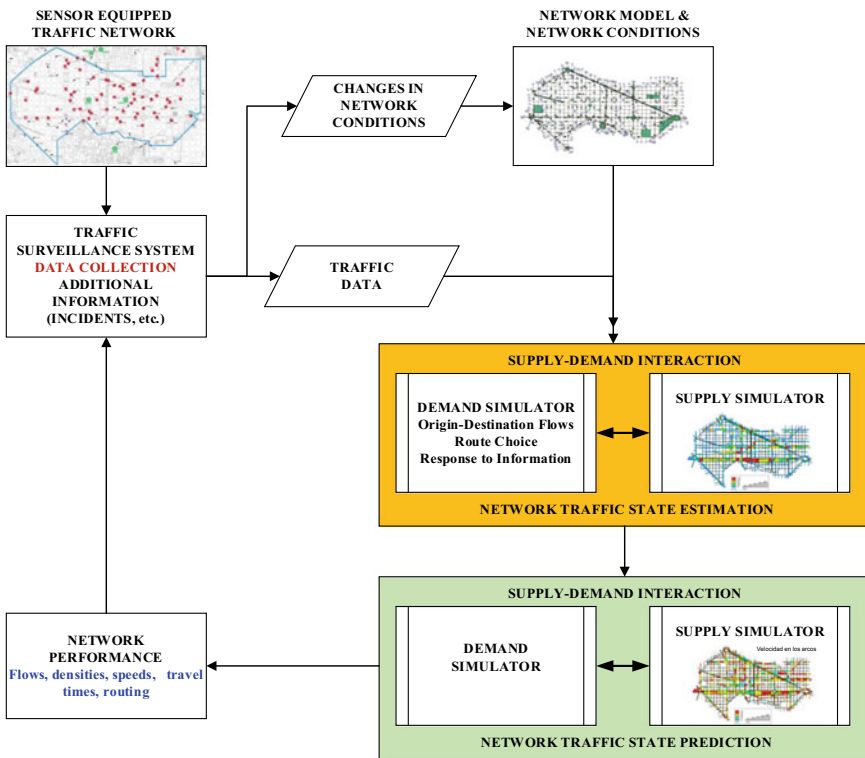 SENSOR EQUIPPED
TRAFFIC NETWORK
NETWORK MODEL &
NETWORK CONDITIONS
CHANGES IN
NETWORK
CONDITIONS
TRAFFIC
SURVEILLANCE SYSTEM
DATA COLLECTION
ADDITIONAL
INFORMATION
(INCIDENTS, etc.)
TRAFFIC
DATA
SUPPLY-DEMAND INTERACTION
DEMAND SIMULATOR
Origin-Destination Flows
Route Choice
Response to Information
SUPPLY SIMULATOR
NETWORK TRAFFIC STATE ESTIMATION
SUPPLY-DEMAND INTERACTION
DEMAND
SIMULATOR
SUPPLY SIMULATOR
Velocidad en los arcos
NETWORK TRAFFIC STATE PREDICTION
NETWORK
PERFORMANCE
Flows, densities, speeds, travel
times, routing